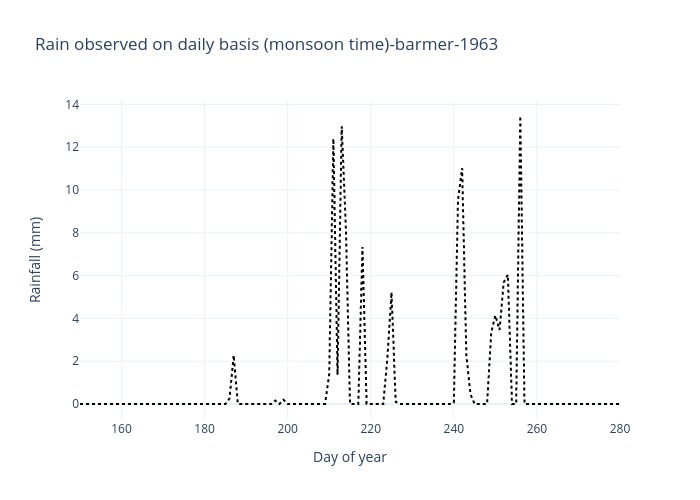 Rain observed on daily basis (monsoon time)-barmer-1963
14
12
10
8
6
4
2
0
Rainfall (mm)
160 180 200 220 240 260 280
Day of year